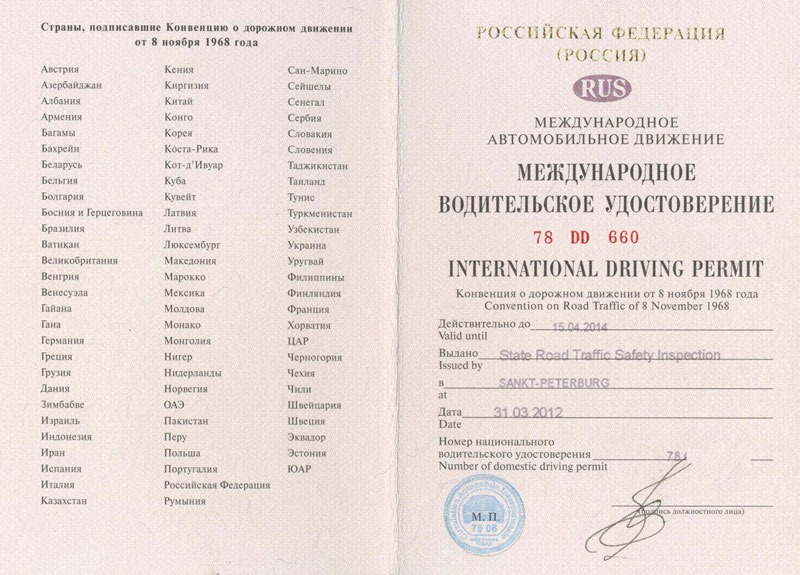 Страны, подписавшие Конвенцию о дорожном движении
от 8 ноября 1968 года
Австрия
Азербайджан
Албания
Армения
Багамы
Бахрейн
Беларусь
Бельгия
Болгария
Босния и Герцеговина
Бразилия
Ватикан
Великобритания
Венгрия
Венесуэла
Гайана
Гана
Германия
Греция
Грузия
Дания
Зимбабве
Израиль
Индонезия
Иран
Испания
Италия
Казахстан
Кения
Киргизия
Китай
Конго
Корея
Коста-Рика
Кот-д'Ивуар
Куба
Кувейт
Латвия
Литва
Люксембург
Македония
Марокко
Мексика
Молдова
Монако
Монголия
Нигер
Нидерланды
Норвегия
ОАЭ
Пакистан
Перу
Польша
Португалия
Российская Федерация
Румыния
Сан-Марино
Сейшелы
Сенегал
Сербия
Словакия
Словения
Таджикистан
Таиланд
Тунис
Туркменистан
Узбекистан
Украина
Уругвай
Филиппины
Финляндия
Франция
Хорватия
ЦАР
Черногория
Чехия
Чили
Швейцария
Швеция
Эквадор
Эстония
ЮАР
РОССИЙСКАЯ ФЕДЕРАЦИЯ
(РОССИЯ)
RUS
МЕЖДУНАРОДНОЕ
АВТОМОБИЛЬНОЕ ДВИЖЕНИЕ
МЕЖДУНАРОДНОЕ
ВОДИТЕЛЬСКОЕ УДОСТОВЕРЕНИЕ
78 DD 660
INTERNATIONAL DRIVING PERMIT
Конвенция о дорожном движении от 8 ноября 1968 года
Convention on Road Traffic of 8 November 1968
Действительно до 15.04.2014
Valid until
Выдано State Road Traffic Safety Inspection
Issued by
в SANKT-PETERBURG
at
Дата 31.03.2012
Date
Номер национального
водительского удостоверения 78
Number of domestic driving permit
М. П.
(подпись должностного лица)